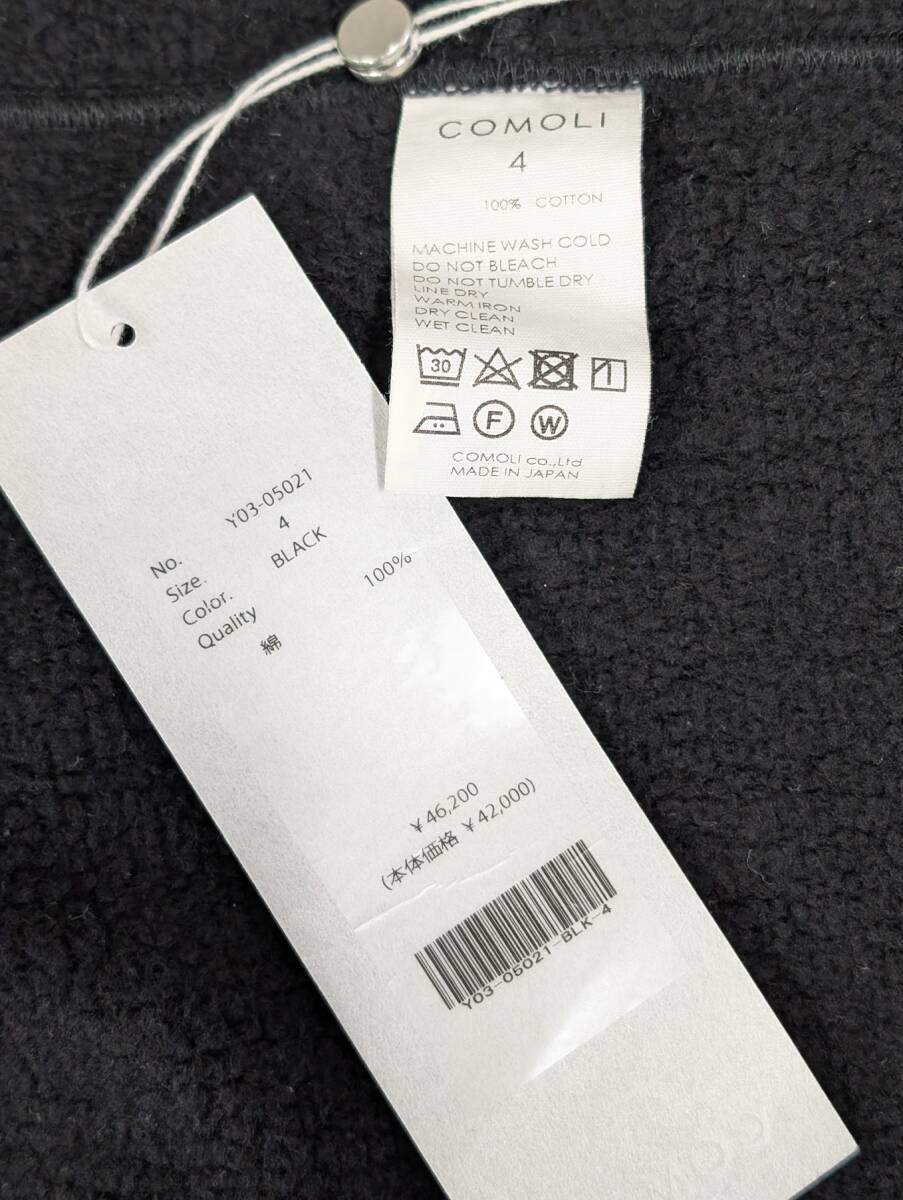 COMOLI
4
100% COTTON
MACHINE WASH COLD
DO NOT BLEACH
DO NOT TUMBLE DRY
LINE DRY
WARM IRON
DRY CLEAN
WET CLEAN
30
F W
COMOLI co.,Ltd
MADE IN JAPAN
No. Y03-05021
Size. 4
Color. BLACK
Quality
綿 100%
¥46,200
(本体価格 ¥42,000)
Y03-05021-BLK-4